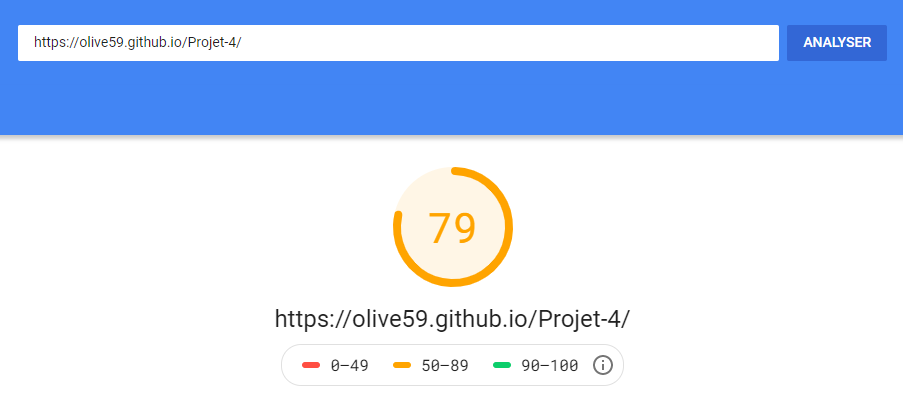 https://olive59.github.io/Projet-4/ ANALYSER
79
https://olive59.github.io/Projet-4/
0–49 50–89 90–100